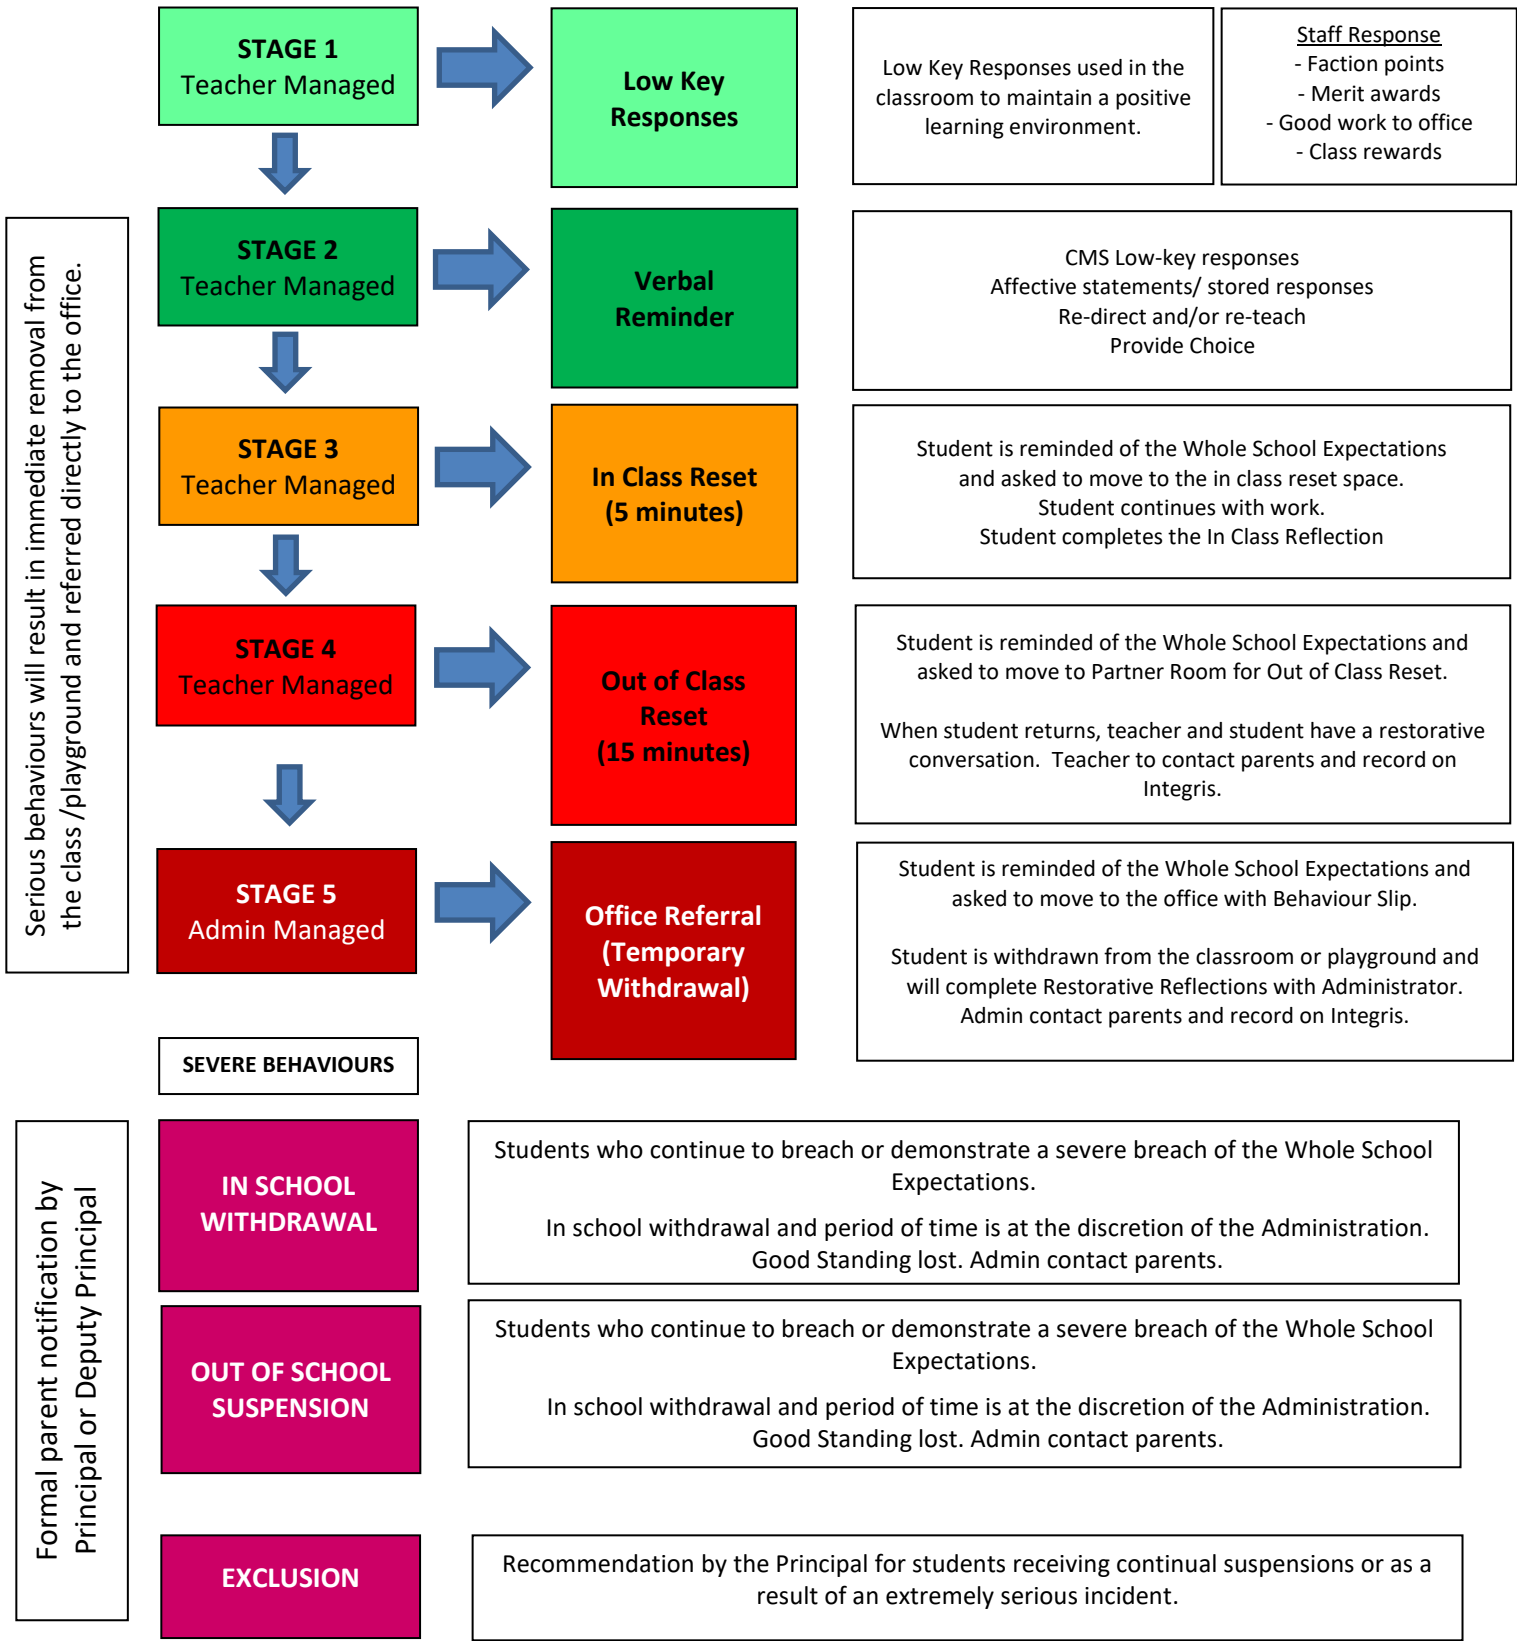 STAGE 1
Teacher Managed
Low Key
Responses
Low Key Responses used in the
classroom to maintain a positive
learning environment.
Staff Response
- Faction points
- Merit awards
- Good work to office
- Class rewards
Serious behaviours will result in immediate removal from
the class /playground and referred directly to the office.
STAGE 2
Teacher Managed
Verbal
Reminder
CMS Low-key responses
Affective statements/ stored responses
Re-direct and/or re-teach
Provide Choice
STAGE 3
Teacher Managed
In Class Reset
(5 minutes)
Student is reminded of the Whole School Expectations
and asked to move to the in class reset space.
Student continues with work.
Student completes the In Class Reflection
STAGE 4
Teacher Managed
Out of Class
Reset
(15 minutes)
Student is reminded of the Whole School Expectations and
asked to move to Partner Room for Out of Class Reset.
When student returns, teacher and student have a restorative
conversation.  Teacher to contact parents and record on
Integris.
STAGE 5
Admin Managed
Office Referral
(Temporary
Withdrawal)
Student is reminded of the Whole School Expectations and
asked to move to the office with Behaviour Slip.
Student is withdrawn from the classroom or playground and
will complete Restorative Reflections with Administrator.
Admin contact parents and record on Integris.
SEVERE BEHAVIOURS
Formal parent notification by
Principal or Deputy Principal
IN SCHOOL
WITHDRAWAL
Students who continue to breach or demonstrate a severe breach of the Whole School
Expectations.
In school withdrawal and period of time is at the discretion of the Administration.
Good Standing lost. Admin contact parents.
OUT OF SCHOOL
SUSPENSION
Students who continue to breach or demonstrate a severe breach of the Whole School
Expectations.
In school withdrawal and period of time is at the discretion of the Administration.
Good Standing lost. Admin contact parents.
EXCLUSION
Recommendation by the Principal for students receiving continual suspensions or as a
result of an extremely serious incident.